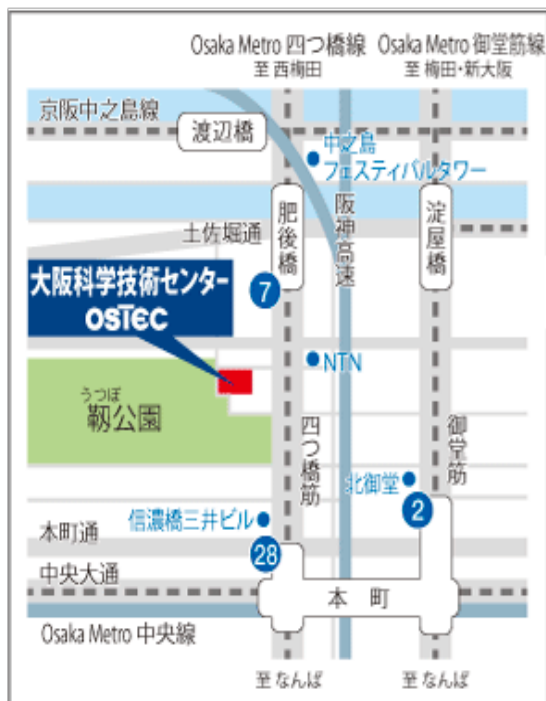 Osaka Metro 四つ橋線
至 西梅田
Osaka Metro 御堂筋線
至 梅田・新大阪
京阪中之島線
渡辺橋
中之島
フェスティバルタワー
肥後橋
阪神高速
淀屋橋
土佐堀通
大阪科学技術センター
OSTEC
7
NTN
うつぼ
靱公園
四つ橋筋
御堂筋
北御堂
2
信濃橋三井ビル
本町通
28
中央大通
本町
Osaka Metro 中央線
至 なんば
至 なんば